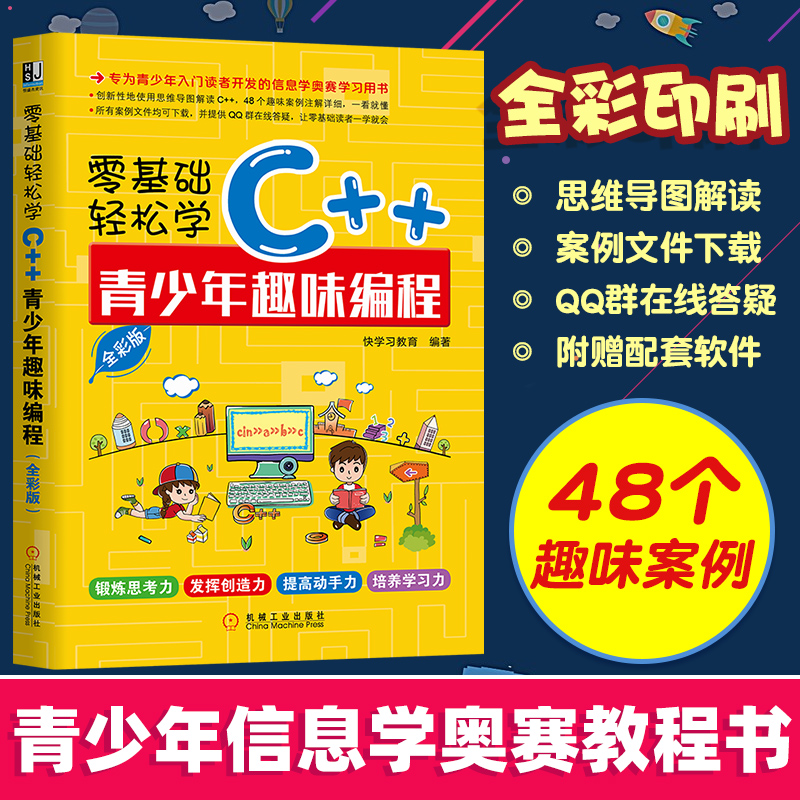 HSJ
零基础轻松学C++青少年趣味编程(全彩版)
机械工业出版社
China Machine Press
专为青少年入门读者开发的信息学奥赛学习用书
• 创新性地使用思维导图解读 C++,48 个趣味案例注解详细,一看就懂
• 所有案例文件均可下载,并提供 QQ 群在线答疑,让零基础读者一学就会
零基础
轻松学
C++
青少年趣味编程
全彩版
快学习教育 编著
cin>>a>>b>>c
1 2 3
C++
锻炼思考力 发挥创造力 提高动手力 培养学习力
机械工业出版社
China Machine Press
全彩印刷
思维导图解读
案例文件下载
QQ群在线答疑
附赠配套软件
48个
趣味案例
青少年信息学奥赛教程书